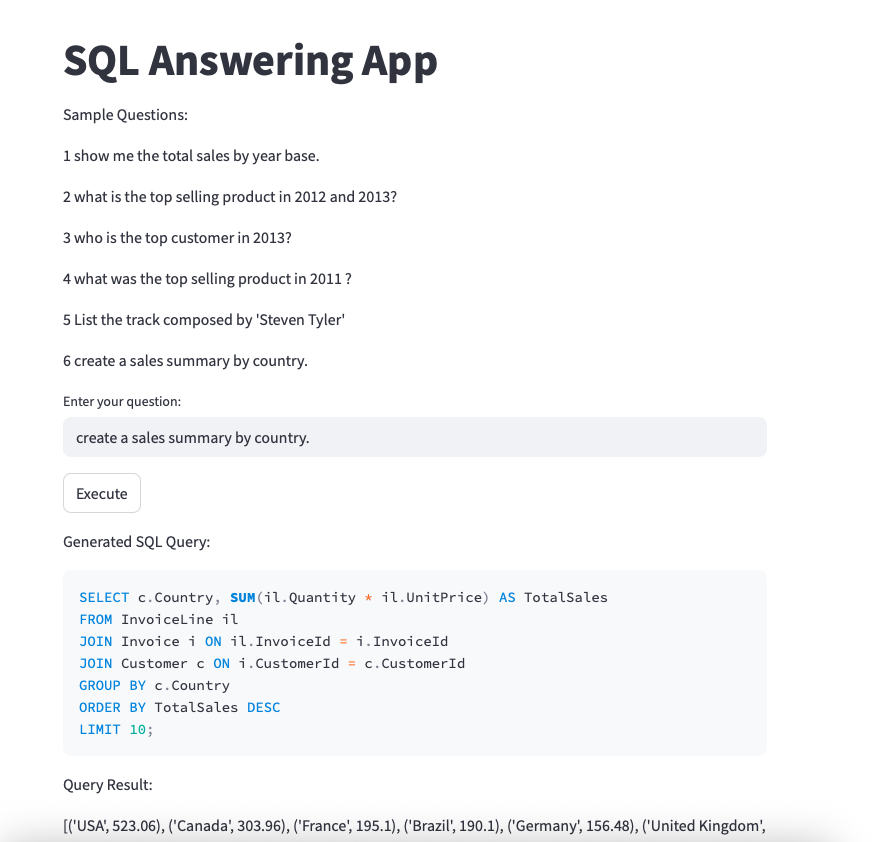 SQL Answering App
Sample Questions:
1 show me the total sales by year base.
2 what is the top selling product in 2012 and 2013?
3 who is the top customer in 2013?
4 what was the top selling product in 2011 ?
5 List the track composed by 'Steven Tyler'
6 create a sales summary by country.
Enter your question:
create a sales summary by country.
Execute
Generated SQL Query:
SELECT c.Country, SUM(il.Quantity * il.UnitPrice) AS TotalSales
FROM InvoiceLine il
JOIN Invoice i ON il.InvoiceId = i.InvoiceId
JOIN Customer c ON i.CustomerId = c.CustomerId
GROUP BY c.Country
ORDER BY TotalSales DESC
LIMIT 10;
Query Result:
[('USA', 523.06), ('Canada', 303.96), ('France', 195.1), ('Brazil', 190.1), ('Germany', 156.48), ('United Kingdom',